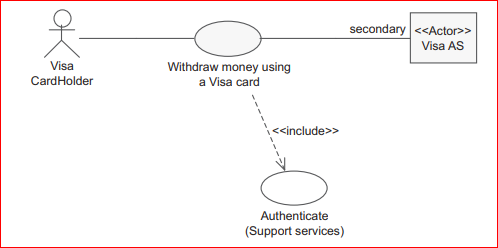 secondary
<<Actor>>
Visa AS
Visa
CardHolder
Withdraw money using
a Visa card
<<include>>
Authenticate
(Support services)